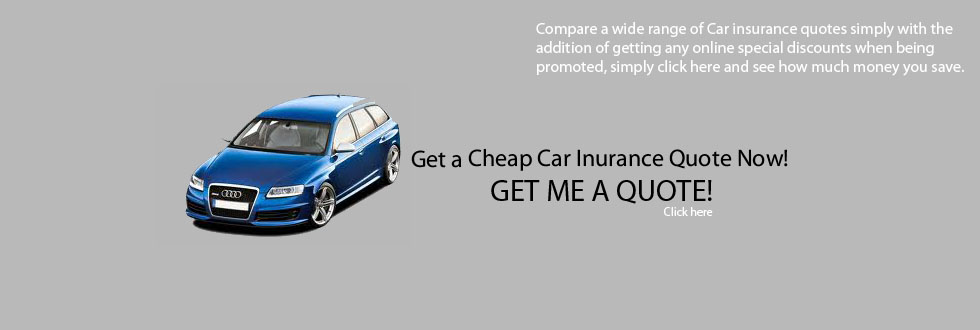 Compare a wide range of Car insurance quotes simply with the
addition of getting any online special discounts when being
promoted, simply click here and see how much money you save.
Get a Cheap Car Inurance Quote Now!
GET ME A QUOTE!
Click here